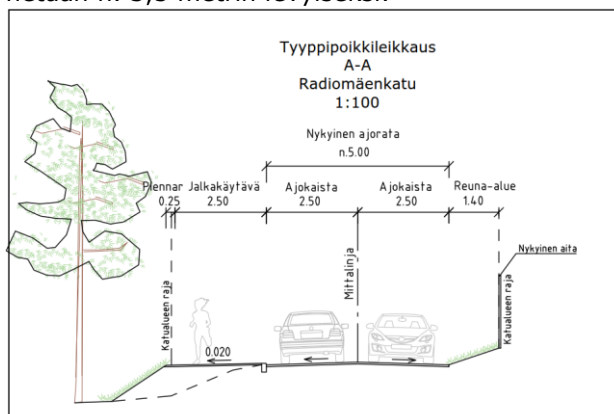 Tyyppipoikkileikkaus
A-A
Radiomäenkatu
1:100
Nykyinen ajorata
n.5.00
Piennar Jalkakäytävä Ajokaista Ajokaista Reuna-alue
0.25 2.50 2.50 2.50 1.40
Nykyinen aita
Mittalinja
Katualueen raja
Katualueen raja
0.020